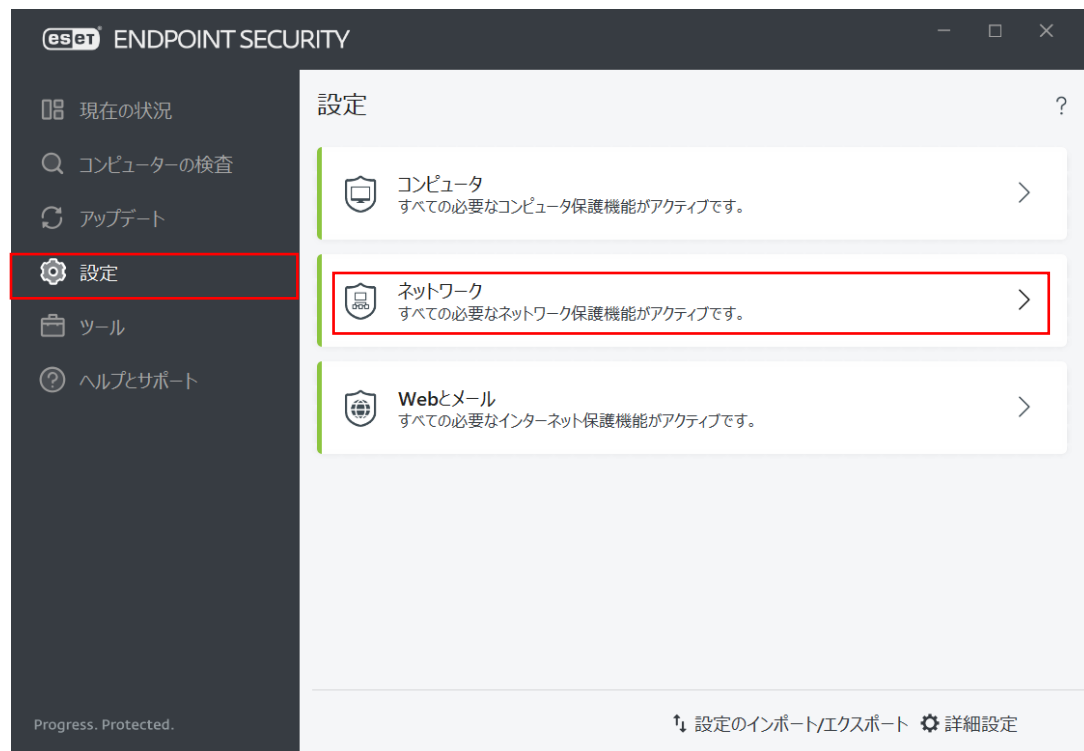 eset ENDPOINT SECURITY
現在の状況
コンピューターの検査
アップデート
設定
ツール
ヘルプとサポート
Progress. Protected.
設定
?
コンピュータ
すべての必要なコンピュータ保護機能がアクティブです。
ネットワーク
すべての必要なネットワーク保護機能がアクティブです。
Webとメール
すべての必要なインターネット保護機能がアクティブです。
設定のインポート/エクスポート 詳細設定